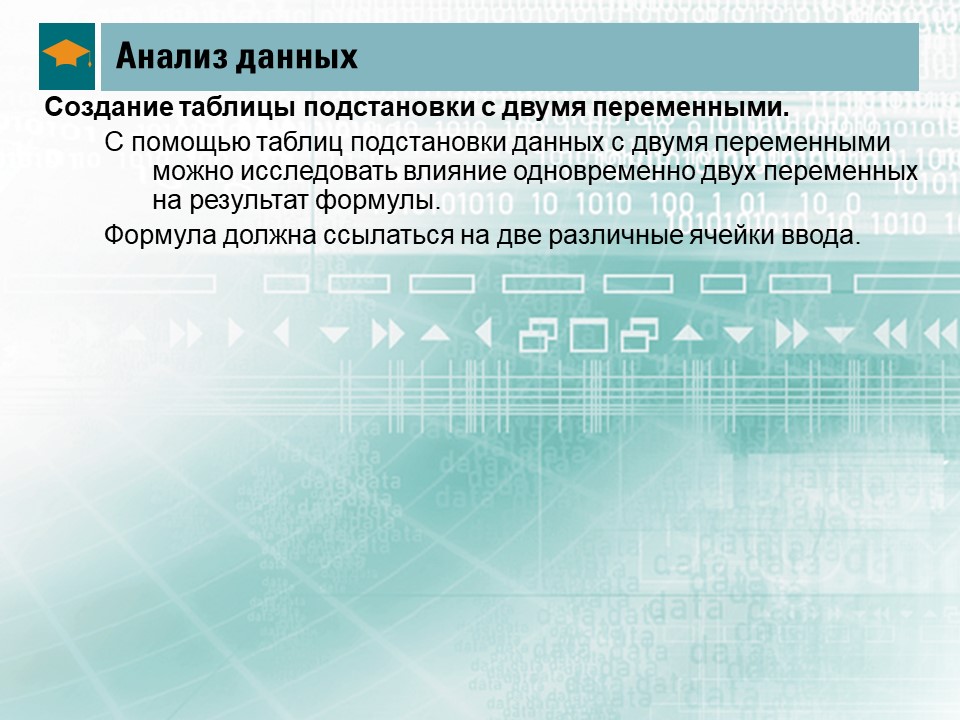 Анализ данных
Создание таблицы подстановки с двумя переменными.
С помощью таблиц подстановки данных с двумя переменными
можно исследовать влияние одновременно двух переменных
на результат формулы.
Формула должна ссылаться на две различные ячейки ввода.